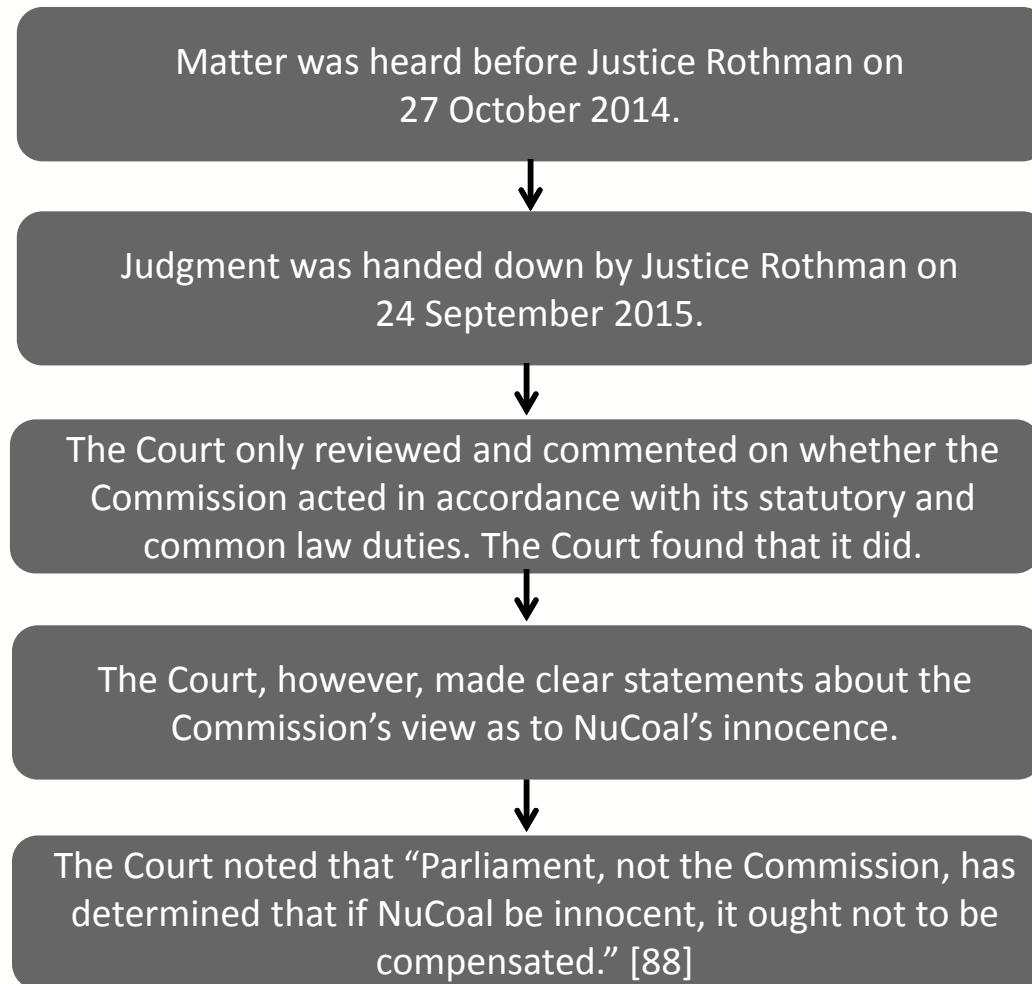 Matter was heard before Justice Rothman on
27 October 2014.
Judgment was handed down by Justice Rothman on
24 September 2015.
The Court only reviewed and commented on whether the
Commission acted in accordance with its statutory and
common law duties. The Court found that it did.
The Court, however, made clear statements about the
Commission’s view as to NuCoal’s innocence.
The Court noted that “Parliament, not the Commission, has
determined that if NuCoal be innocent, it ought not to be
compensated.” [88]